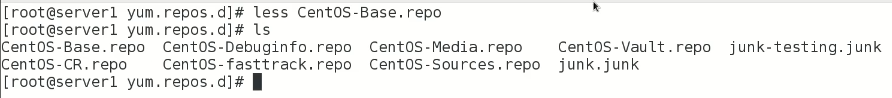 [root@server1 yum.repos.d]# less CentOS-Base.repo
[root@server1 yum.repos.d]# ls
CentOS-Base.repo  CentOS-Debuginfo.repo  CentOS-Media.repo    CentOS-Vault.repo  junk-testing.junk
CentOS-CR.repo    CentOS-fasttrack.repo  CentOS-Sources.repo  junk.junk
[root@server1 yum.repos.d]#